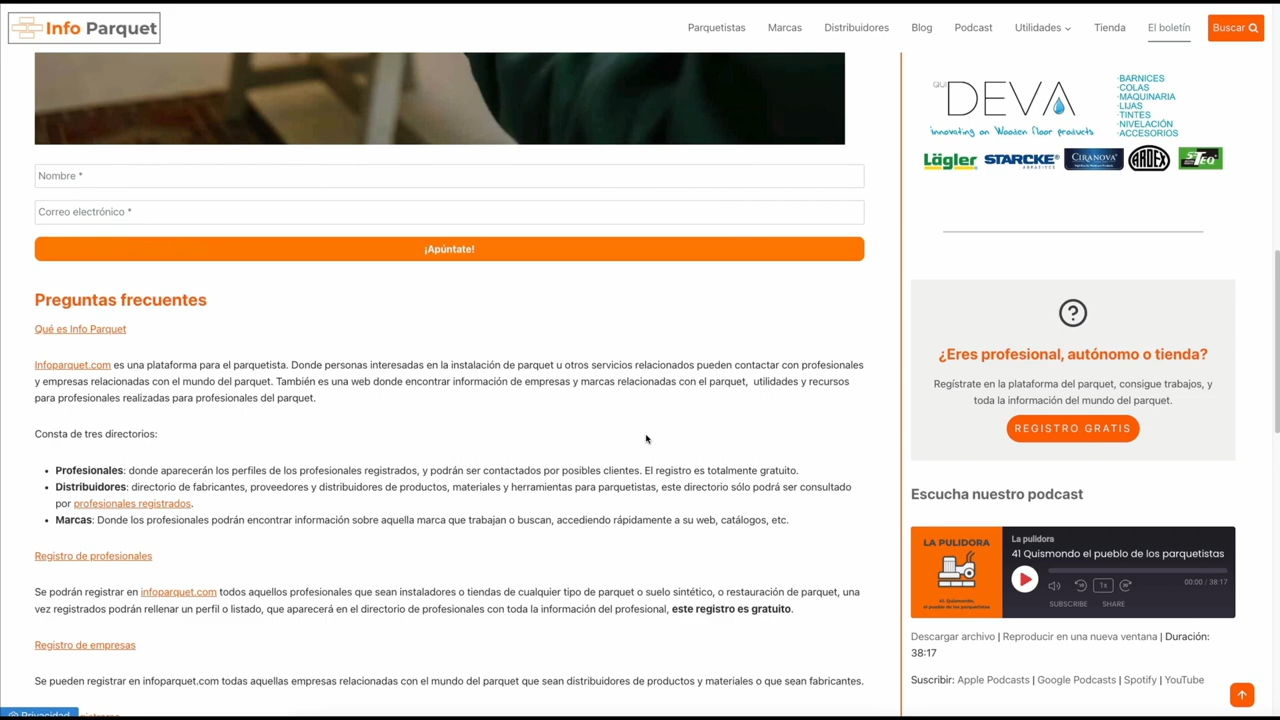 Info Parquet
Parquetistas
Marcas
Distribuidores
Blog
Podcast
Utilidades
Tienda
El boletín
Buscar
Nombre *
Correo electrónico *
¡Apúntate!
Preguntas frecuentes
Qué es Info Parquet
Infoparquet.com es una plataforma para el parquetista. Donde personas interesadas en la instalación de parquet u otros servicios relacionados pueden contactar con profesionales
y empresas relacionadas con el mundo del parquet. También es una web donde encontrar información de empresas y marcas relacionadas con el parquet, utilidades y recursos
para profesionales realizadas para profesionales del parquet.
Consta de tres directorios:
• Profesionales: donde aparecerán los perfiles de los profesionales registrados, y podrán ser contactados por posibles clientes. El registro es totalmente gratuito.
• Distribuidores: directorio de fabricantes, proveedores y distribuidores de productos, materiales y herramientas para parquetistas, este directorio sólo podrá ser consultado
por profesionales registrados.
• Marcas: Donde los profesionales podrán encontrar información sobre aquella marca que trabajan o buscan, accediendo rápidamente a su web, catálogos, etc.
Registro de profesionales
Se podrán registrar en infoparquet.com todos aquellos profesionales que sean instaladores o tiendas de cualquier tipo de parquet o suelo sintético, o restauración de parquet, una
vez registrados podrán rellenar un perfil o listado, que aparecerá en el directorio de profesionales con toda la información del profesional, este registro es gratuito.
Registro de empresas
Se pueden registrar en infoparquet.com todas aquellas empresas relacionadas con el mundo del parquet que sean distribuidores de productos y materiales o que sean fabricantes.
Privacidad
QUI DEVA
innovating on Wooden floor products
·BARNICES
·COLAS
·MAQUINARIA
·LIJAS
·TINTES
·NIVELACIÓN
·ACCESORIOS
Lägler STARCKE CIRANOVA ARDEX
¿Eres profesional, autónomo o tienda?
Regístrate en la plataforma del parquet, consigue trabajos, y
toda la información del mundo del parquet.
REGISTRO GRATIS
Escucha nuestro podcast
LA PULIDORA
41. Quismondo,
el pueblo de los parquetistas
La pulidora
41 Quismondo el pueblo de los parquetistas
1x
00:00 / 38:17
SUBSCRIBE SHARE
Descargar archivo | Reproducir en una nueva ventana | Duración:
38:17
Suscribir: Apple Podcasts | Google Podcasts | Spotify | YouTube